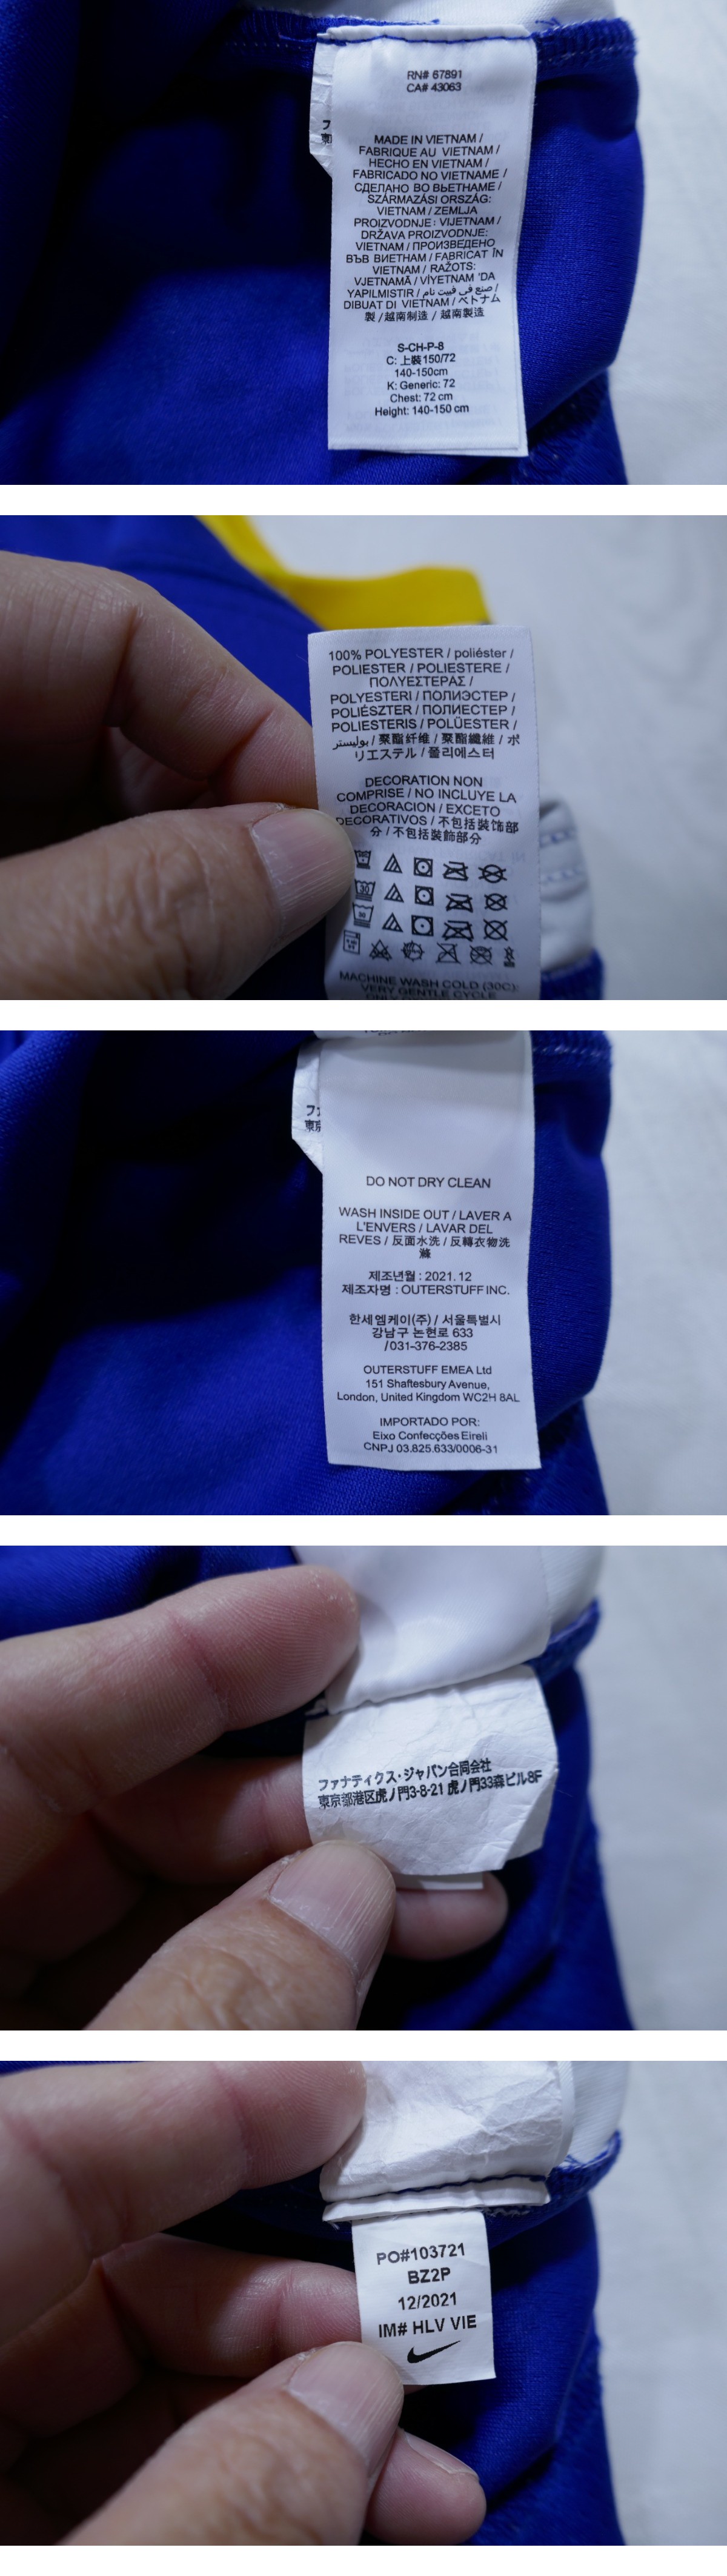 RN# 67891
CA# 43063
MADE IN VIETNAM /
FABRIQUE AU VIETNAM /
HECHO EN VIETNAM /
FABRICADO NO VIETNAME /
СДЕЛАНО ВО ВЬЕТНАМЕ /
SZÁRMAZÁSI ORSZÁG:
VIETNAM / ZEMLJA
PROIZVODNJE: VIJETNAM /
DRŽAVA PROIZVODNJE:
VIETNAM / ПРОИЗВЕДЕНО
ВЪВ ВИЕТНАМ / FABRICAT ÎN
VIETNAM / RAŽOTS:
VJETNAMĀ / VİYETNAM 'DA
YAPILMISTIR / صنع في فييت نام /
DIBUAT DI VIETNAM / ベトナム
製 / 越南制造 / 越南製造
S-CH-P-8
C: 上裝150/72
140-150cm
K: Generic: 72
Chest: 72 cm
Height: 140-150 cm
100% POLYESTER / poliéster /
POLIESTER / POLIESTERE /
ΠΟΛΥΕΣΤΕΡΑΣ /
POLYESTERI / ПОЛИЭСТЕР /
POLIÉSZTER / ПОЛИЕСТЕР /
POLIESTERIS / POLÜESTER /
بوليستر / 聚酯纤维 / 聚酯纖維 / ポ
リエステル / 폴리에스터
DECORATION NON
COMPRISE / NO INCLUYE LA
DECORACION / EXCETO
DECORATIVOS / 不包括装饰部
分 / 不包括裝飾部分
30
MACHINE WASH COLD (30C):
VERY GENTLE CYCLE
フ
東京
DO NOT DRY CLEAN
WASH INSIDE OUT / LAVER A
L'ENVERS / LAVAR DEL
REVES / 反面水洗 / 反轉衣物洗
滌
제조년월 : 2021. 12
제조자명 : OUTERSTUFF INC.
한세엠케이(주) / 서울특별시
강남구 논현로 633
/ 031-376-2385
OUTERSTUFF EMEA Ltd
151 Shaftesbury Avenue,
London, United Kingdom WC2H 8AL
IMPORTADO POR:
Eixo Confecções Eireli
CNPJ 03.825.633/0006-31
ファナティクス・ジャパン合同会社
東京都港区虎ノ門3-8-21 虎ノ門33森ビル8F
PO#103721
BZ2P
12/2021
IM# HLV VIE